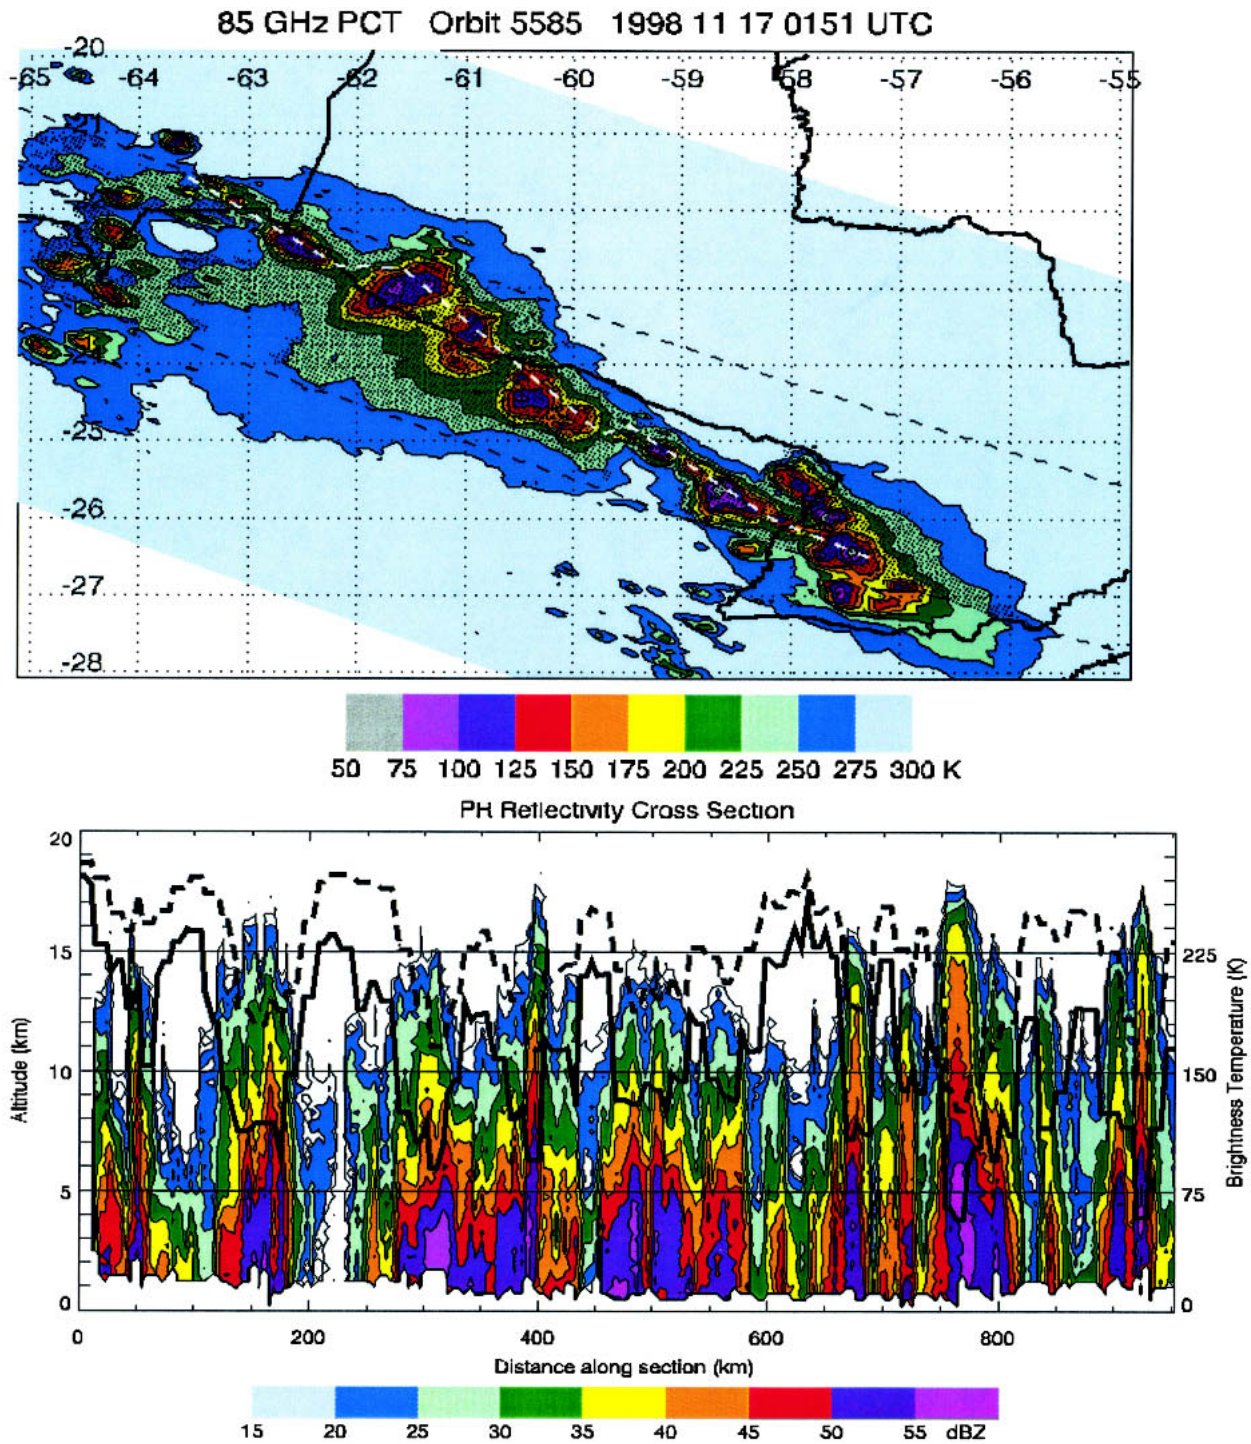 85 GHz PCT Orbit 5585 1998 11 17 0151 UTC
-20
-65 -64 -63 -62 -61 -60 -59 -58 -57 -56 -55
-25
-26
-27
-28
50 75 100 125 150 175 200 225 250 275 300 K
PR Reflectivity Cross Section
20
15
10
5
0
Altitude (km)
225
150
75
0
Brightness Temperature (K)
0 200 400 600 800
Distance along section (km)
15 20 25 30 35 40 45 50 55 dBZ